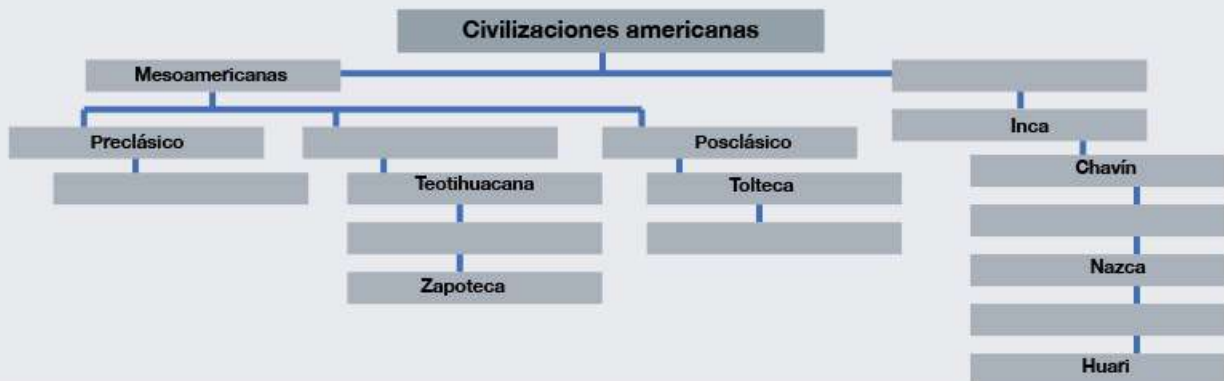 Civilizaciones americanas
Mesoamericanas
Preclásico
Posclásico
Inca
Teotihuacana
Tolteca
Chavín
Zapoteca
Nazca
Huari